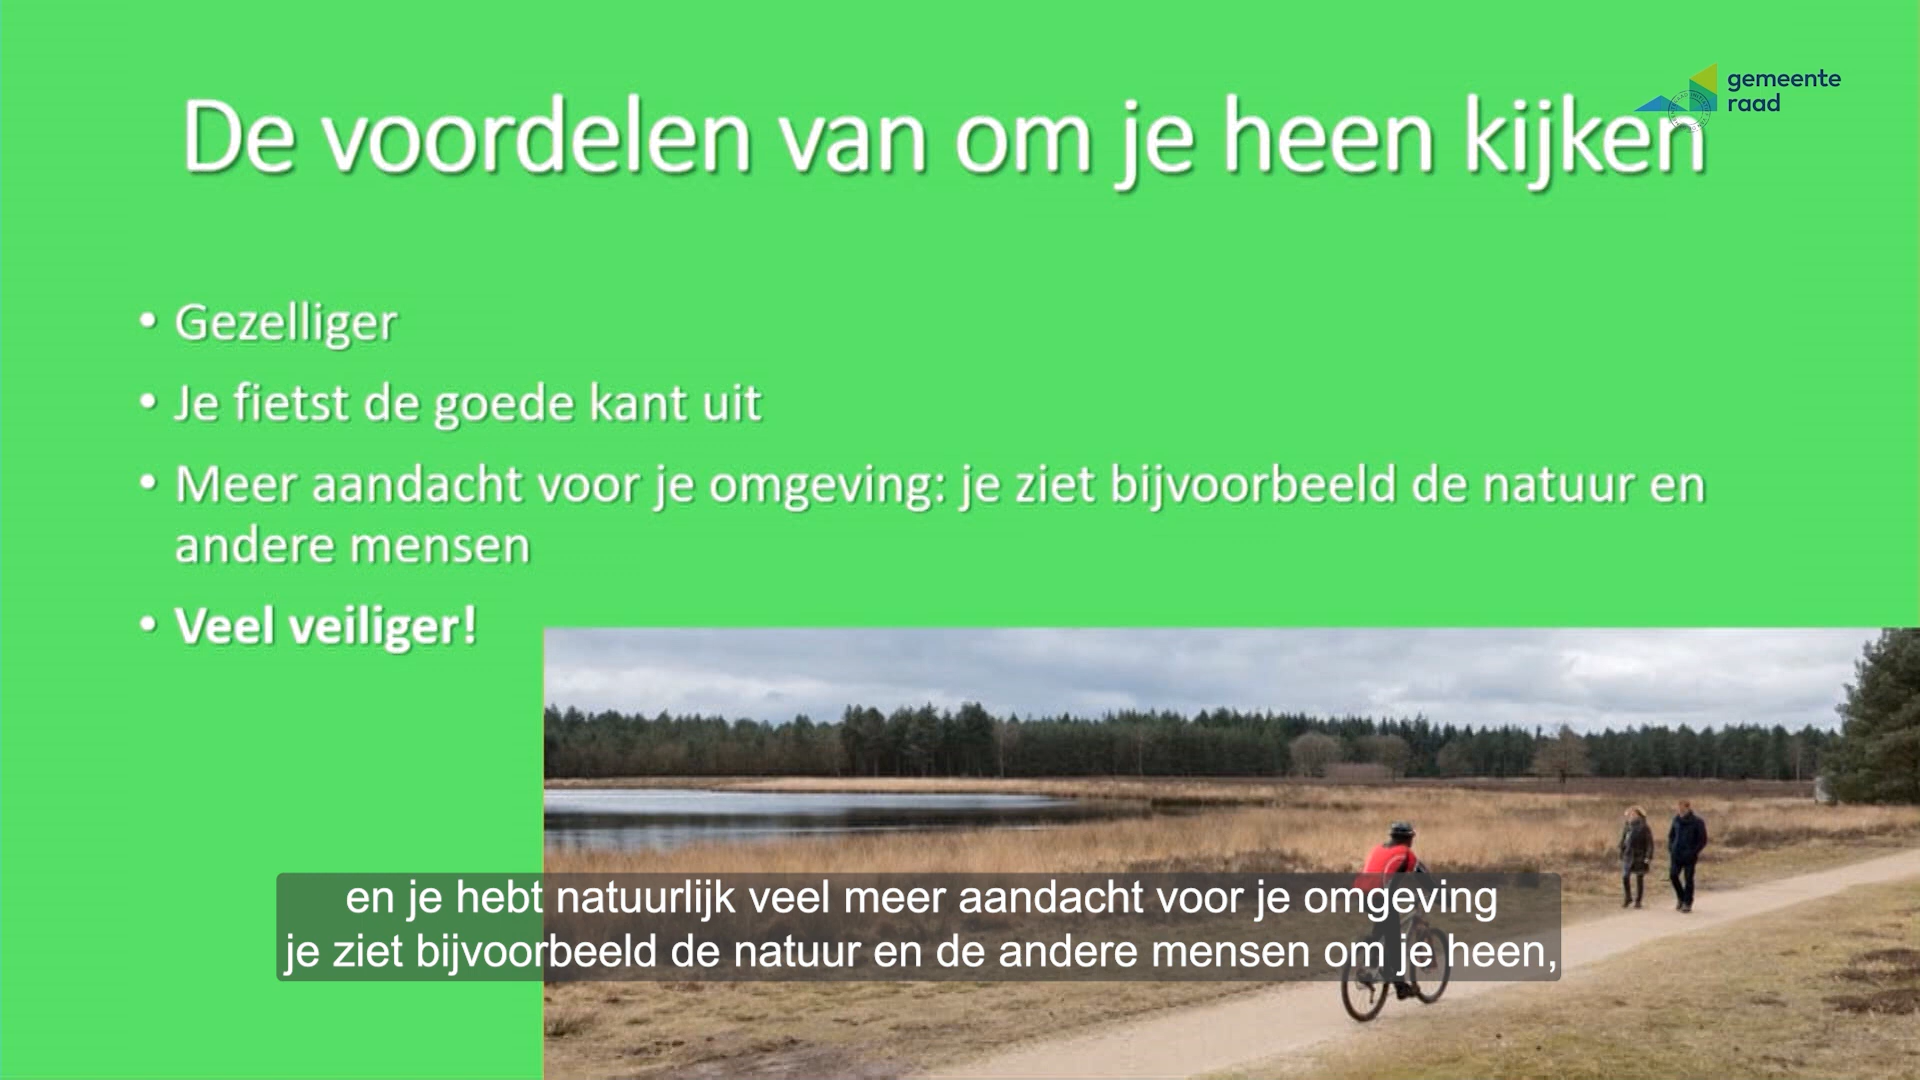 gemeente
raad
De voordelen van om je heen kijken
• Gezelliger
• Je fietst de goede kant uit
• Meer aandacht voor je omgeving: je ziet bijvoorbeeld de natuur en
andere mensen
• Veel veiliger!
en je hebt natuurlijk veel meer aandacht voor je omgeving
je ziet bijvoorbeeld de natuur en de andere mensen om je heen,